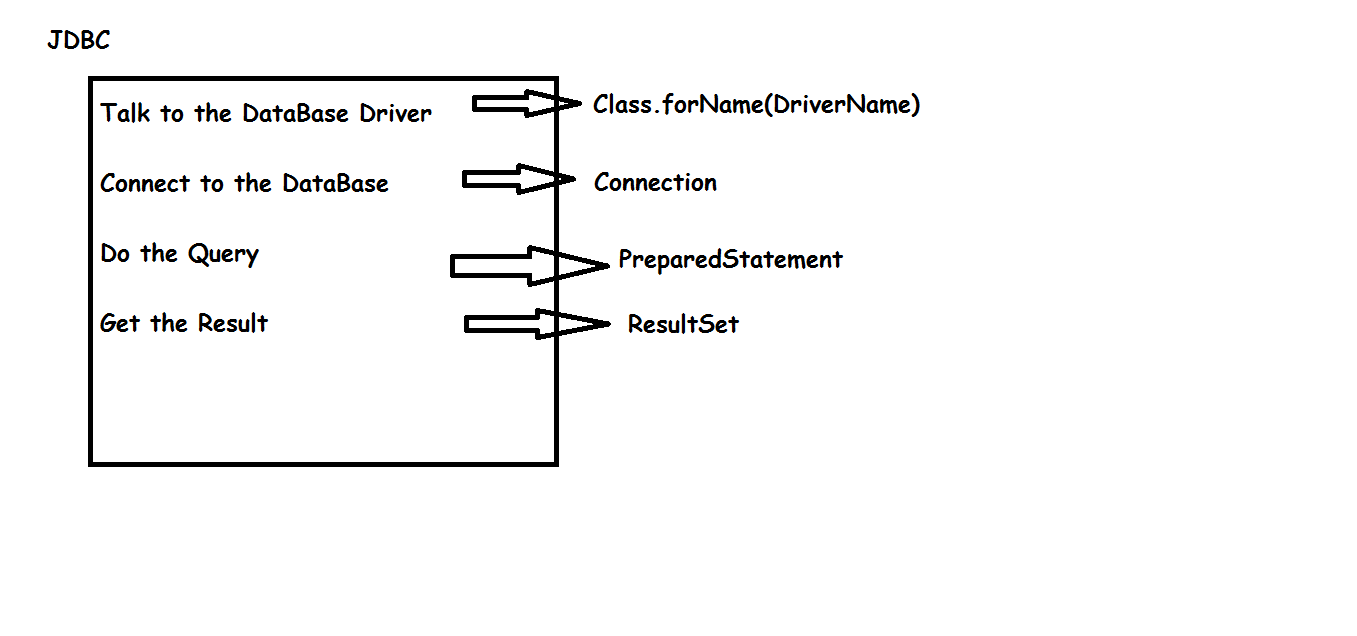 JDBC
Talk to the DataBase Driver
Class.forName(DriverName)
Connect to the DataBase
Connection
Do the Query
PreparedStatement
Get the Result
ResultSet